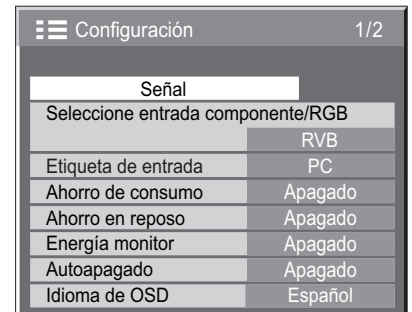 Configuración 1/2
Señal
Seleccione entrada componente/RGB
RVB
Etiqueta de entrada PC
Ahorro de consumo Apagado
Ahorro en reposo Apagado
Energía monitor Apagado
Autoapagado Apagado
Idioma de OSD Español